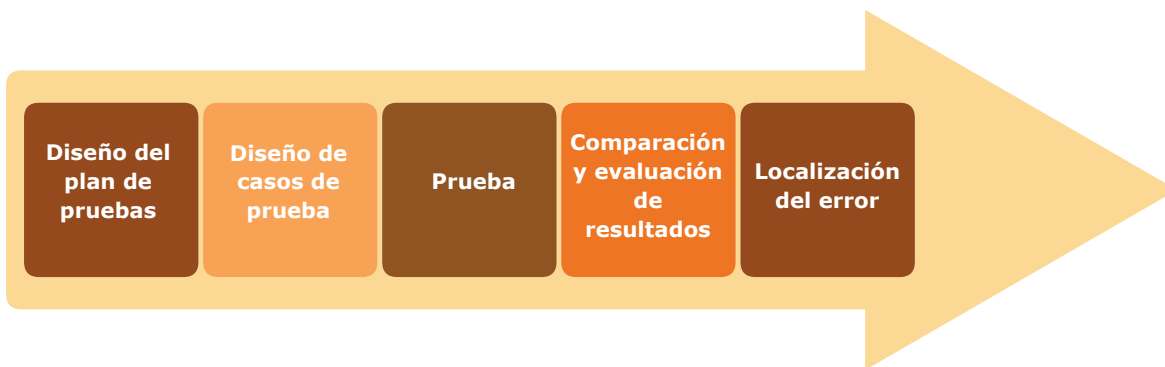 Diseño del
plan de
pruebas
Diseño de
casos de
prueba
Prueba
Comparación
y evaluación
de
resultados
Localización
del error